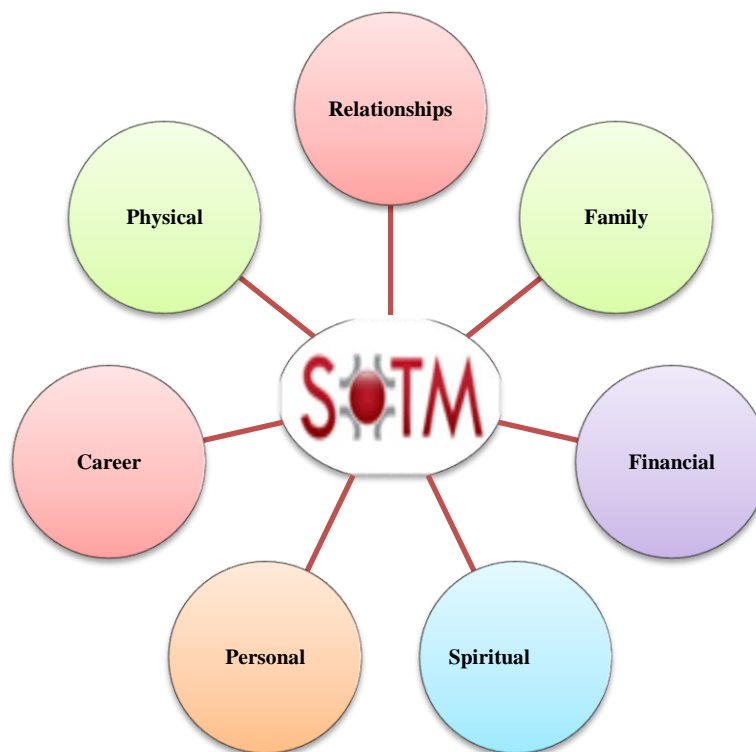 Relationships
Physical
Family
SOTM
Career
Financial
Personal
Spiritual